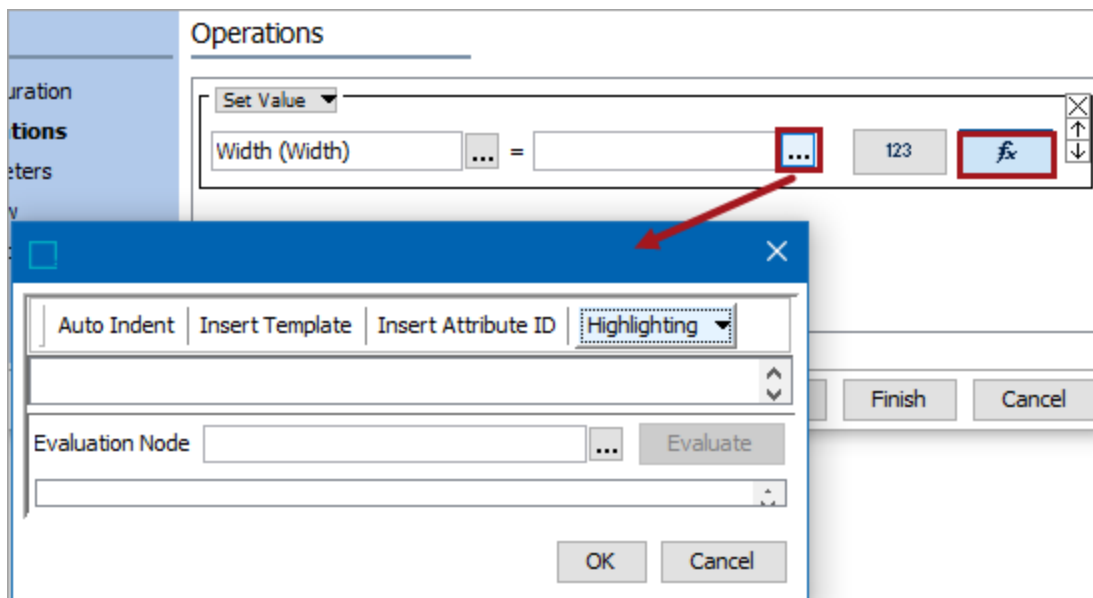 Operations
uration
tions
eters
Set Value
Width (Width) ... = ... 123 fx
Auto Indent Insert Template Insert Attribute ID Highlighting
Finish Cancel
Evaluation Node ... Evaluate
OK Cancel